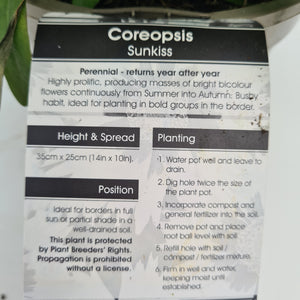 Coreopsis
Sunkiss
Perennial - returns year after year
Highly prolific, producing masses of bright bicolour
flowers continuously from Summer into Autumn. Bushy
habit, ideal for planting in bold groups in the border.
Height & Spread
35cm x 25cm (14in x 10in).
Position
Ideal for borders in full
sun or partial shade in a
well-drained soil.
This plant is protected
by Plant Breeders' Rights.
Propagation is prohibited
without a license.
Planting
1. Water pot well and leave to
drain.
2. Dig hole twice the size of
the plant pot.
3. Incorporate compost and
general fertilizer into the soil.
4. Remove pot and place
root ball level with soil.
5. Refill hole with soil /
compost / fertilizer mixture.
6. Firm in well and water,
keeping moist until
established.